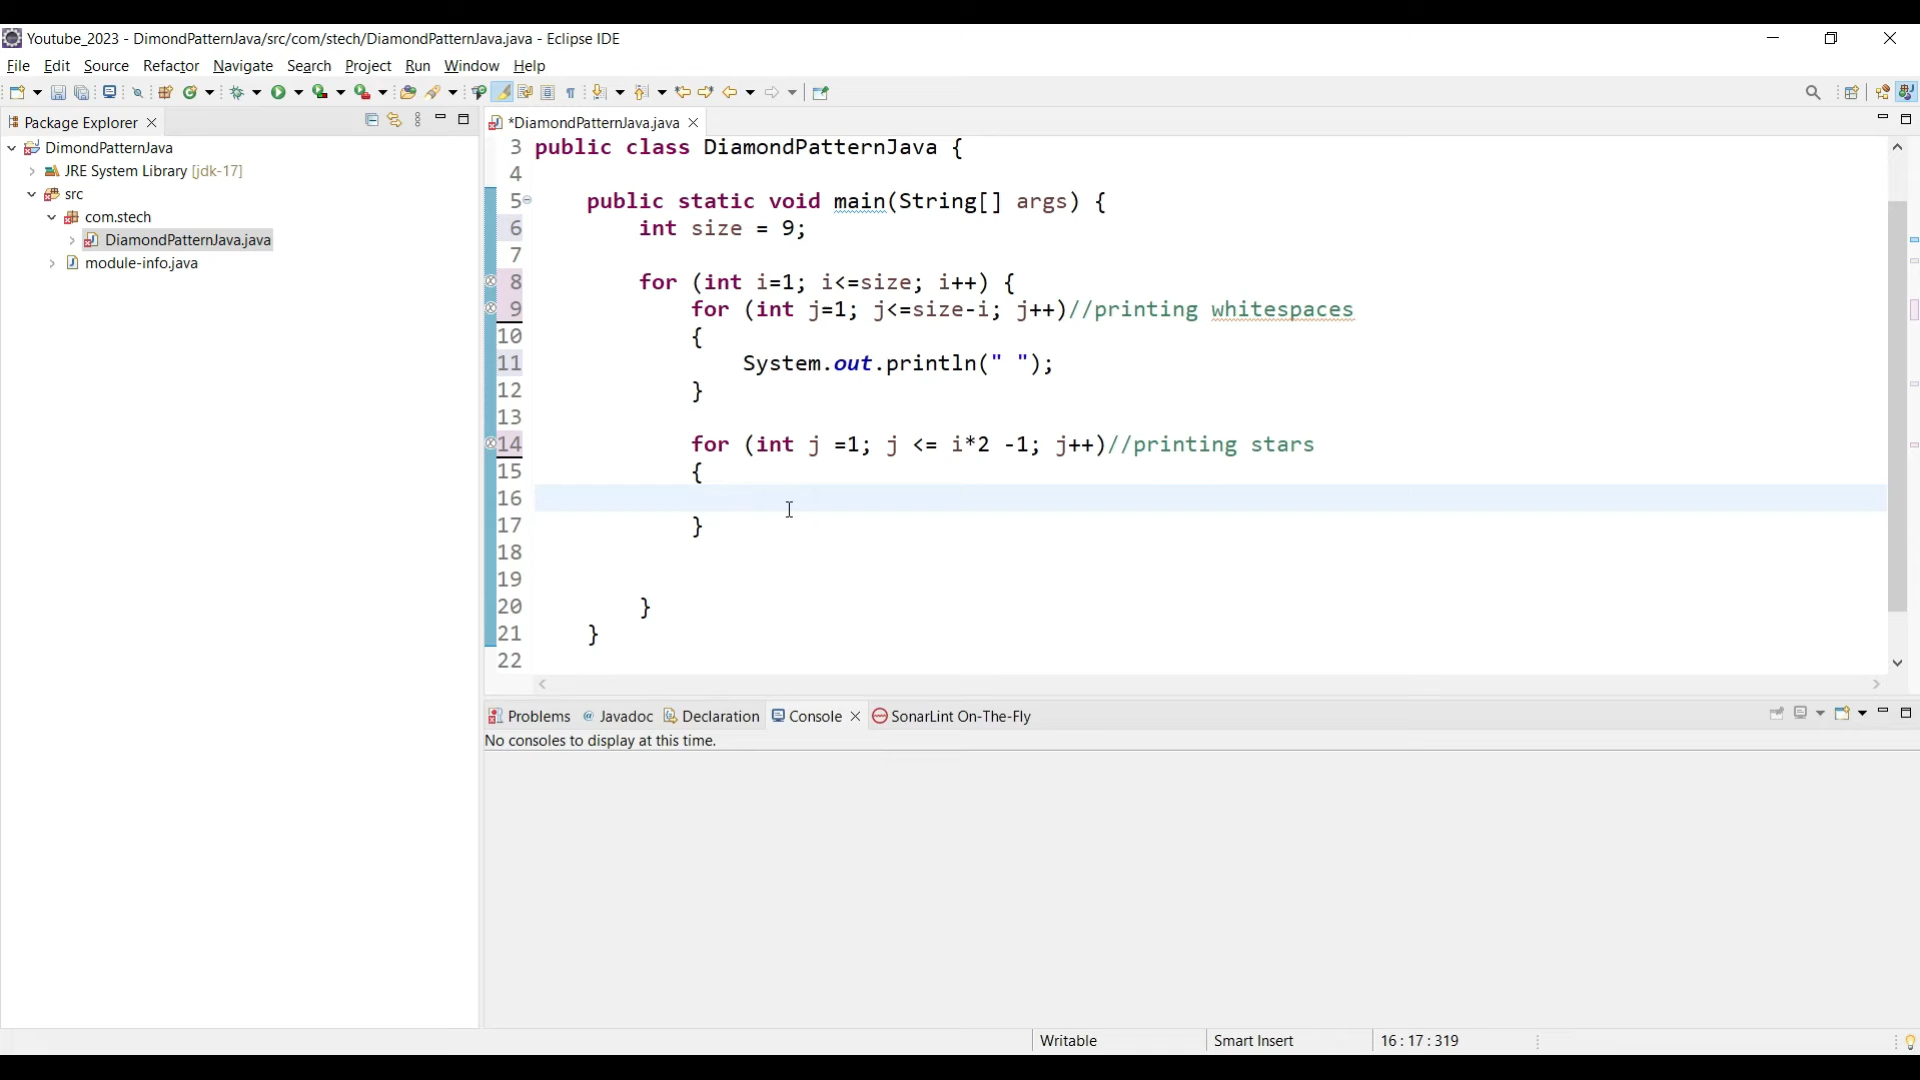 Youtube_2023 - DimondPatternJava/src/com/stech/DiamondPatternJava.java - Eclipse IDE
File Edit Source Refactor Navigate Search Project Run Window Help
Package Explorer
DimondPatternJava
JRE System Library [jdk-17]
src
com.stech
DiamondPatternJava.java
module-info.java
*DiamondPatternJava.java
3 public class DiamondPatternJava {
4
5 public static void main(String[] args) {
6 int size = 9;
7
8 for (int i=1; i<=size; i++) {
9 for (int j=1; j<=size-i; j++)//printing whitespaces
10 {
11 System.out.println(" ");
12 }
13
14 for (int j =1; j <= i*2 -1; j++)//printing stars
15 {
16
17 }
18
19
20 }
21 }
22
Problems Javadoc Declaration Console SonarLint On-The-Fly
No consoles to display at this time.
Writable Smart Insert 16 : 17 : 319